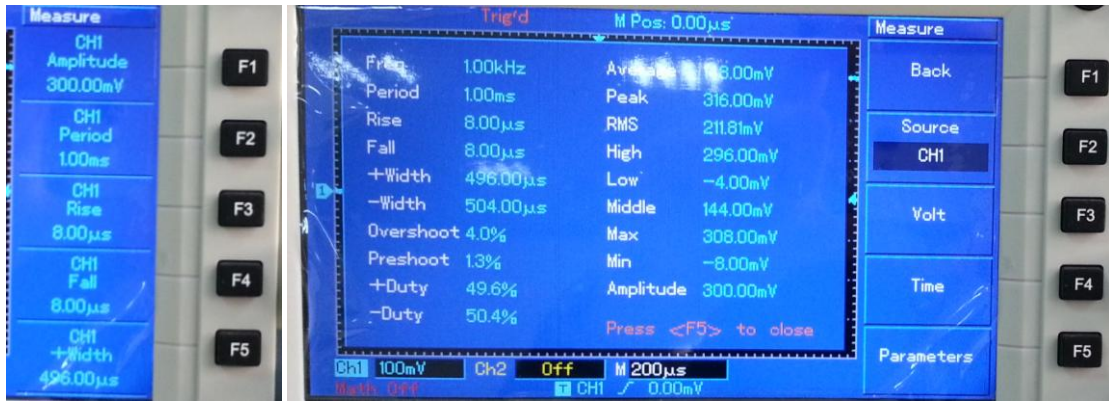 Measure
CH1
Amplitude
300.00mV
F1
CH1
Period
1.00ms
F2
CH1
Rise
8.00µs
F3
CH1
Fall
8.00µs
F4
CH1
+Width
496.00µs
F5
Trig'd M Pos: 0.00µs Measure
Freq 1.00kHz 8.00mV Back F1
Period 1.00ms Peak 316.00mV
Rise 8.00µs RMS 211.81mV Source F2
Fall 8.00µs High 296.00mV CH1
+Width 496.00µs Low -4.00mV
-Width 504.00µs Middle 144.00mV Volt F3
Overshoot 4.0% Max 308.00mV
Preshoot 1.3% Min -8.00mV
+Duty 49.6% Amplitude 300.00mV Time F4
-Duty 50.4% Press <F5> to close
Parameters F5
Ch1 100mV Ch2 Off M 200µs
Math Off T CH1 0.00mV
1